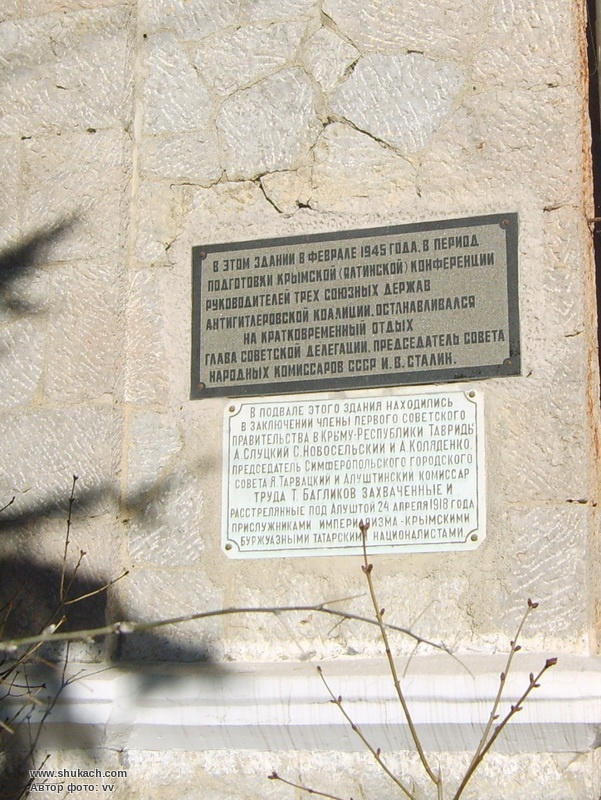 В ЭТОМ ЗДАНИИ В ФЕВРАЛЕ 1945 ГОДА, В ПЕРИОД
ПОДГОТОВКИ КРЫМСКОЙ (ЯЛТИНСКОЙ) КОНФЕРЕНЦИИ
РУКОВОДИТЕЛЕЙ ТРЕХ СОЮЗНЫХ ДЕРЖАВ
АНТИГИТЛЕРОВСКОЙ КОАЛИЦИИ, ОСТАНАВЛИВАЛСЯ
НА КРАТКОВРЕМЕННЫЙ ОТДЫХ
ГЛАВА СОВЕТСКОЙ ДЕЛЕГАЦИИ, ПРЕДСЕДАТЕЛЬ СОВЕТА
НАРОДНЫХ КОМИССАРОВ СССР И. В. СТАЛИН.
В ПОДВАЛЕ ЭТОГО ЗДАНИЯ НАХОДИЛИСЬ
В ЗАКЛЮЧЕНИИ ЧЛЕНЫ ПЕРВОГО СОВЕТСКОГО
ПРАВИТЕЛЬСТВА В КРЫМУ-РЕСПУБЛИКИ ТАВРИДЫ
А.СЛУЦКИЙ С.НОВОСЕЛЬСКИЙ И А.КОЛЯДЕНКО,
ПРЕДСЕДАТЕЛЬ СИМФЕРОПОЛЬСКОГО ГОРОДСКОГО
СОВЕТА Я.ТАРВАЦКИЙ И АЛУШТИНСКИЙ КОМИССАР
ТРУДА Т. БАГЛИКОВ ЗАХВАЧЕННЫЕ И
РАССТРЕЛЯННЫЕ ПОД АЛУШТОЙ 24 АПРЕЛЯ 1918 ГОДА
ПРИСЛУЖНИКАМИ ИМПЕРИАЛИЗМА-КРЫМСКИМИ
БУРЖУАЗНЫМИ ТАТАРСКИМИ НАЦИОНАЛИСТАМИ
www.shukach.com
Автор фото: vv